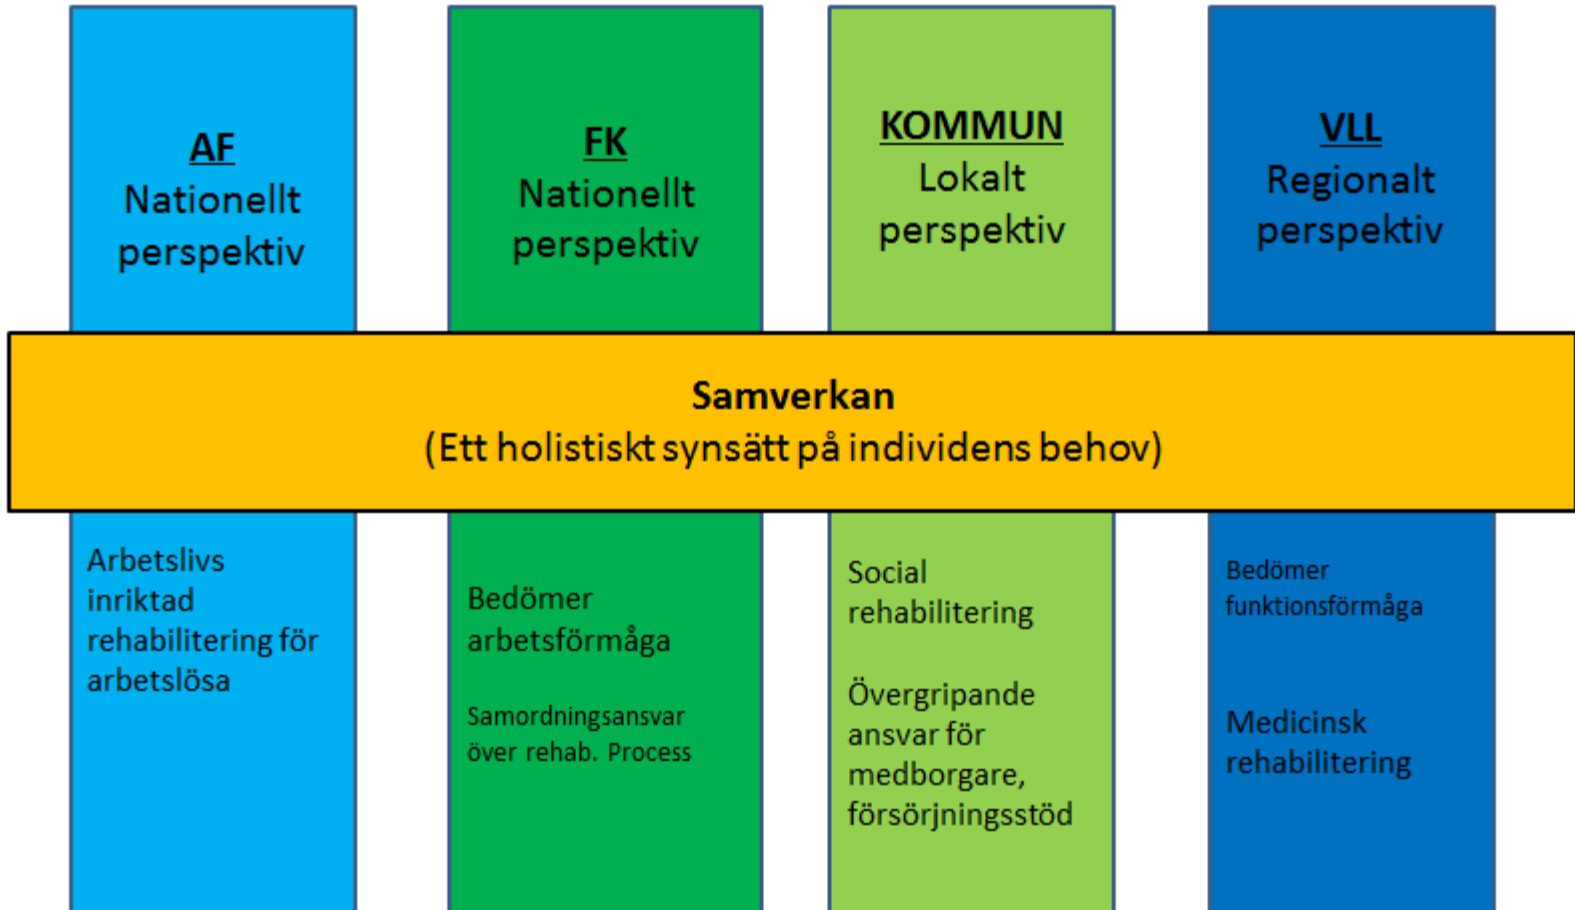 AF
Nationellt
perspektiv
FK
Nationellt
perspektiv
KOMMUN
Lokalt
perspektiv
VLL
Regionalt
perspektiv
Samverkan
(Ett holistiskt synsätt på individens behov)
Arbetslivs
inriktad
rehabilitering för
arbetslösa
Bedömer
arbetsförmåga
Samordningsansvar
över rehab. Process
Social
rehabilitering
Övergripande
ansvar för
medborgare,
försörjningsstöd
Bedömer
funktionsförmåga
Medicinsk
rehabilitering